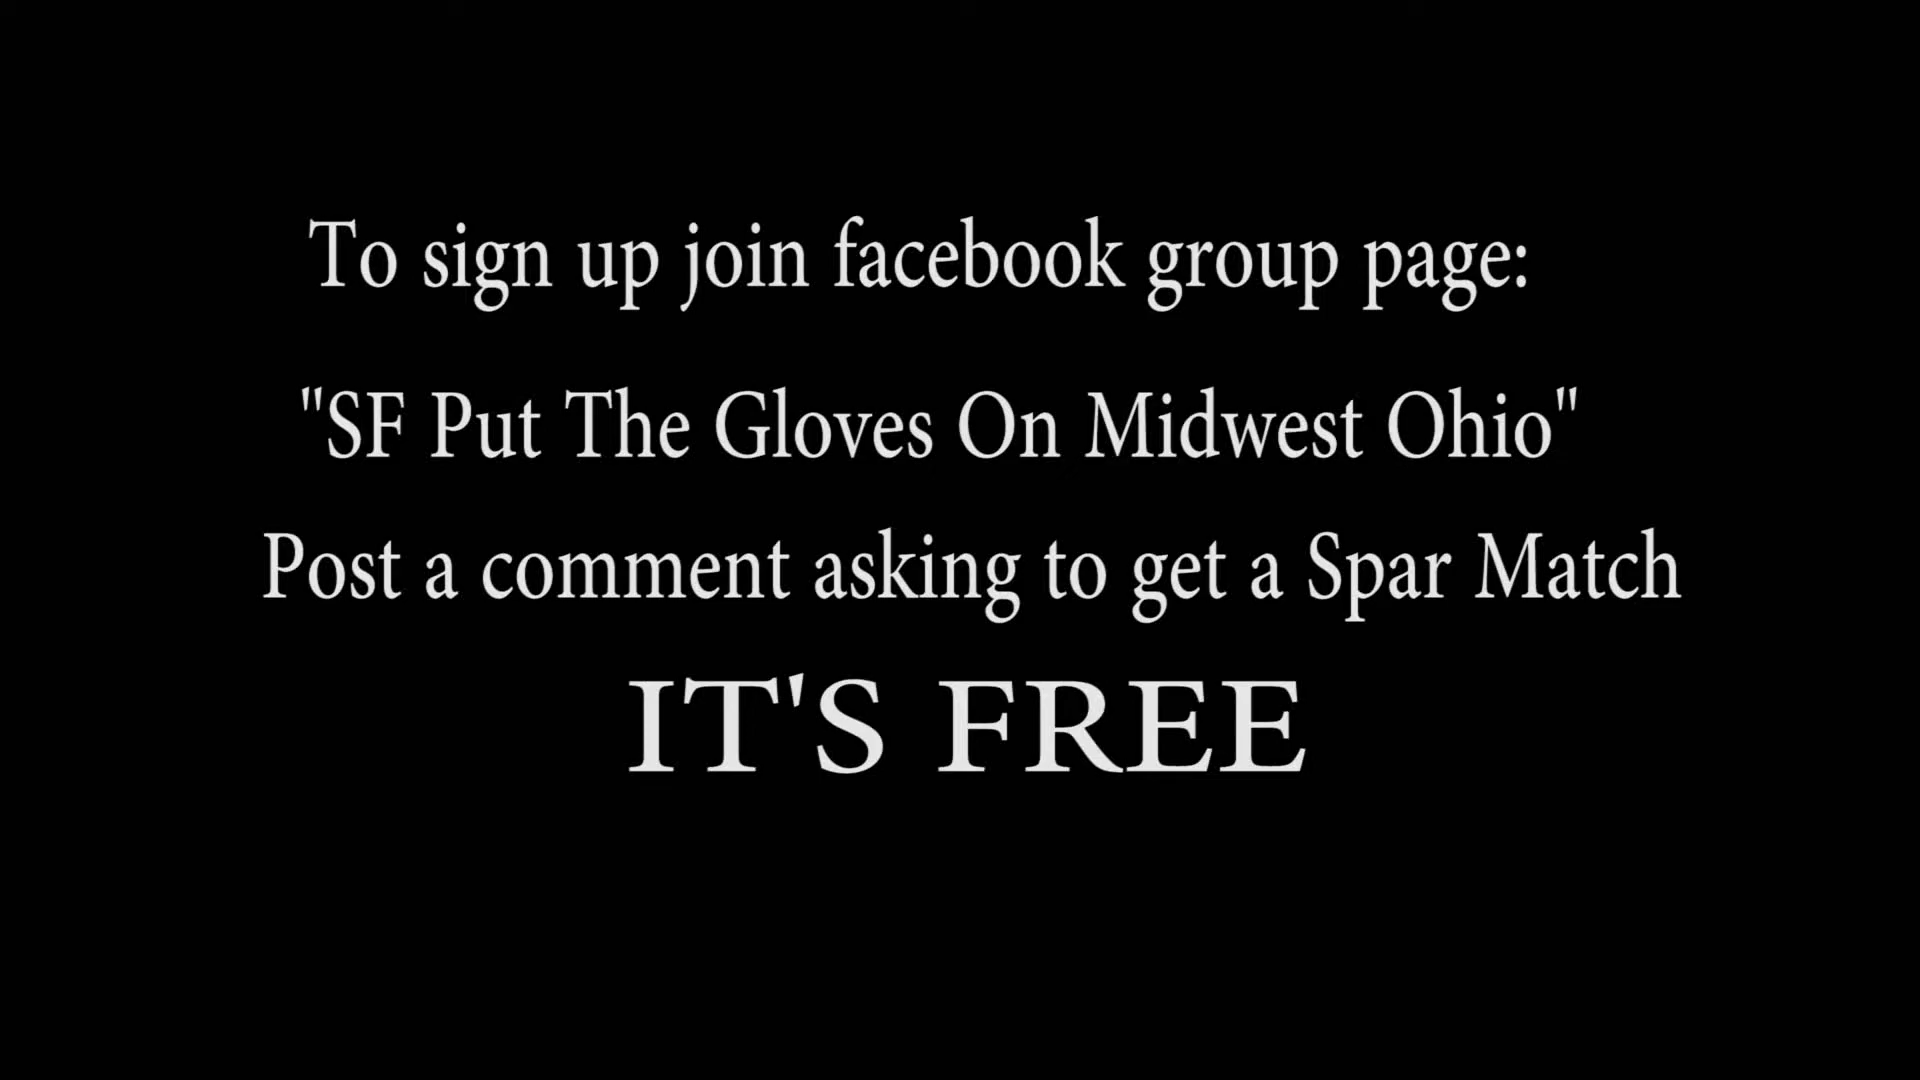 To sign up join facebook group page:
"SF Put The Gloves On Midwest Ohio"
Post a comment asking to get a Spar Match
IT'S FREE